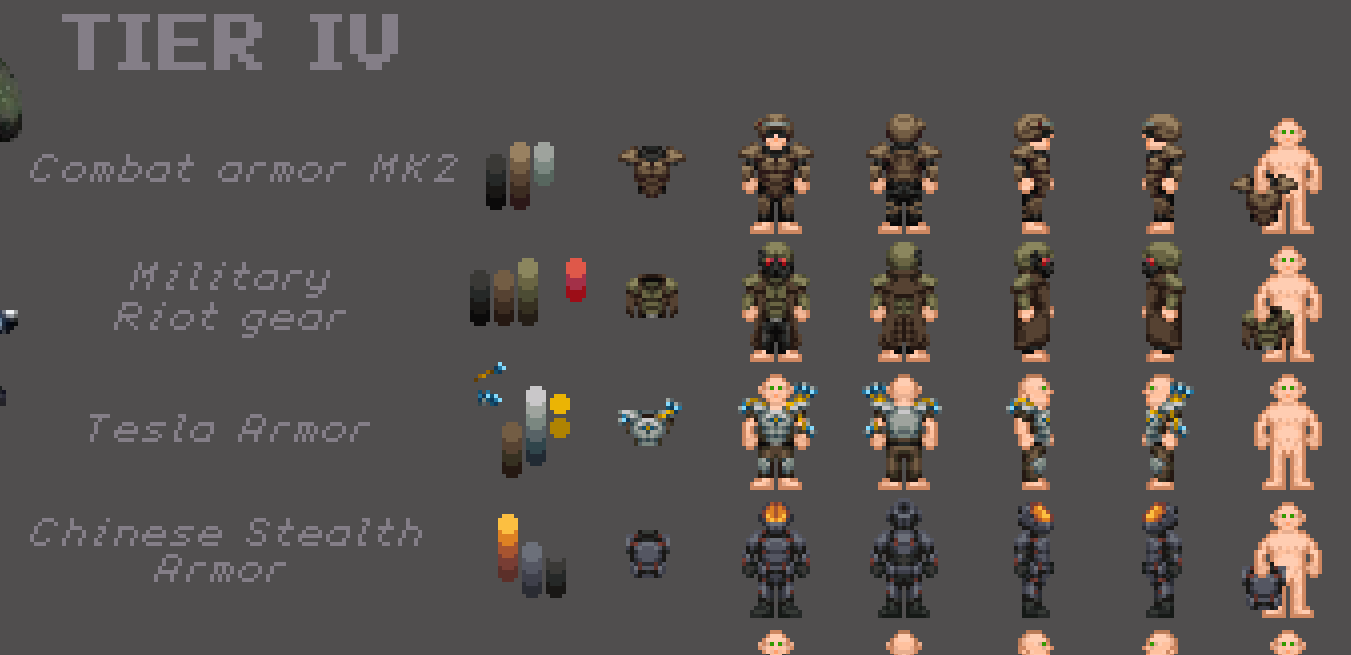 TIER IV
Combat armor MK2
Military
Riot gear
Tesla Armor
Chinese Stealth
Armor